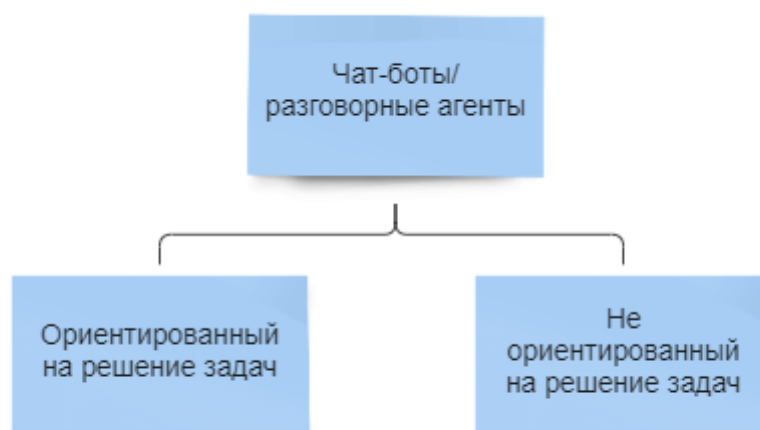 Чат-боты/
разговорные агенты
Ориентированный
на решение задач
Не
ориентированный
на решение задач